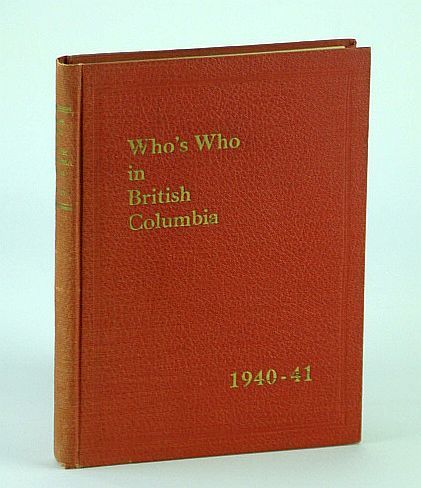 Who's Who
in
British
Columbia
1940-41